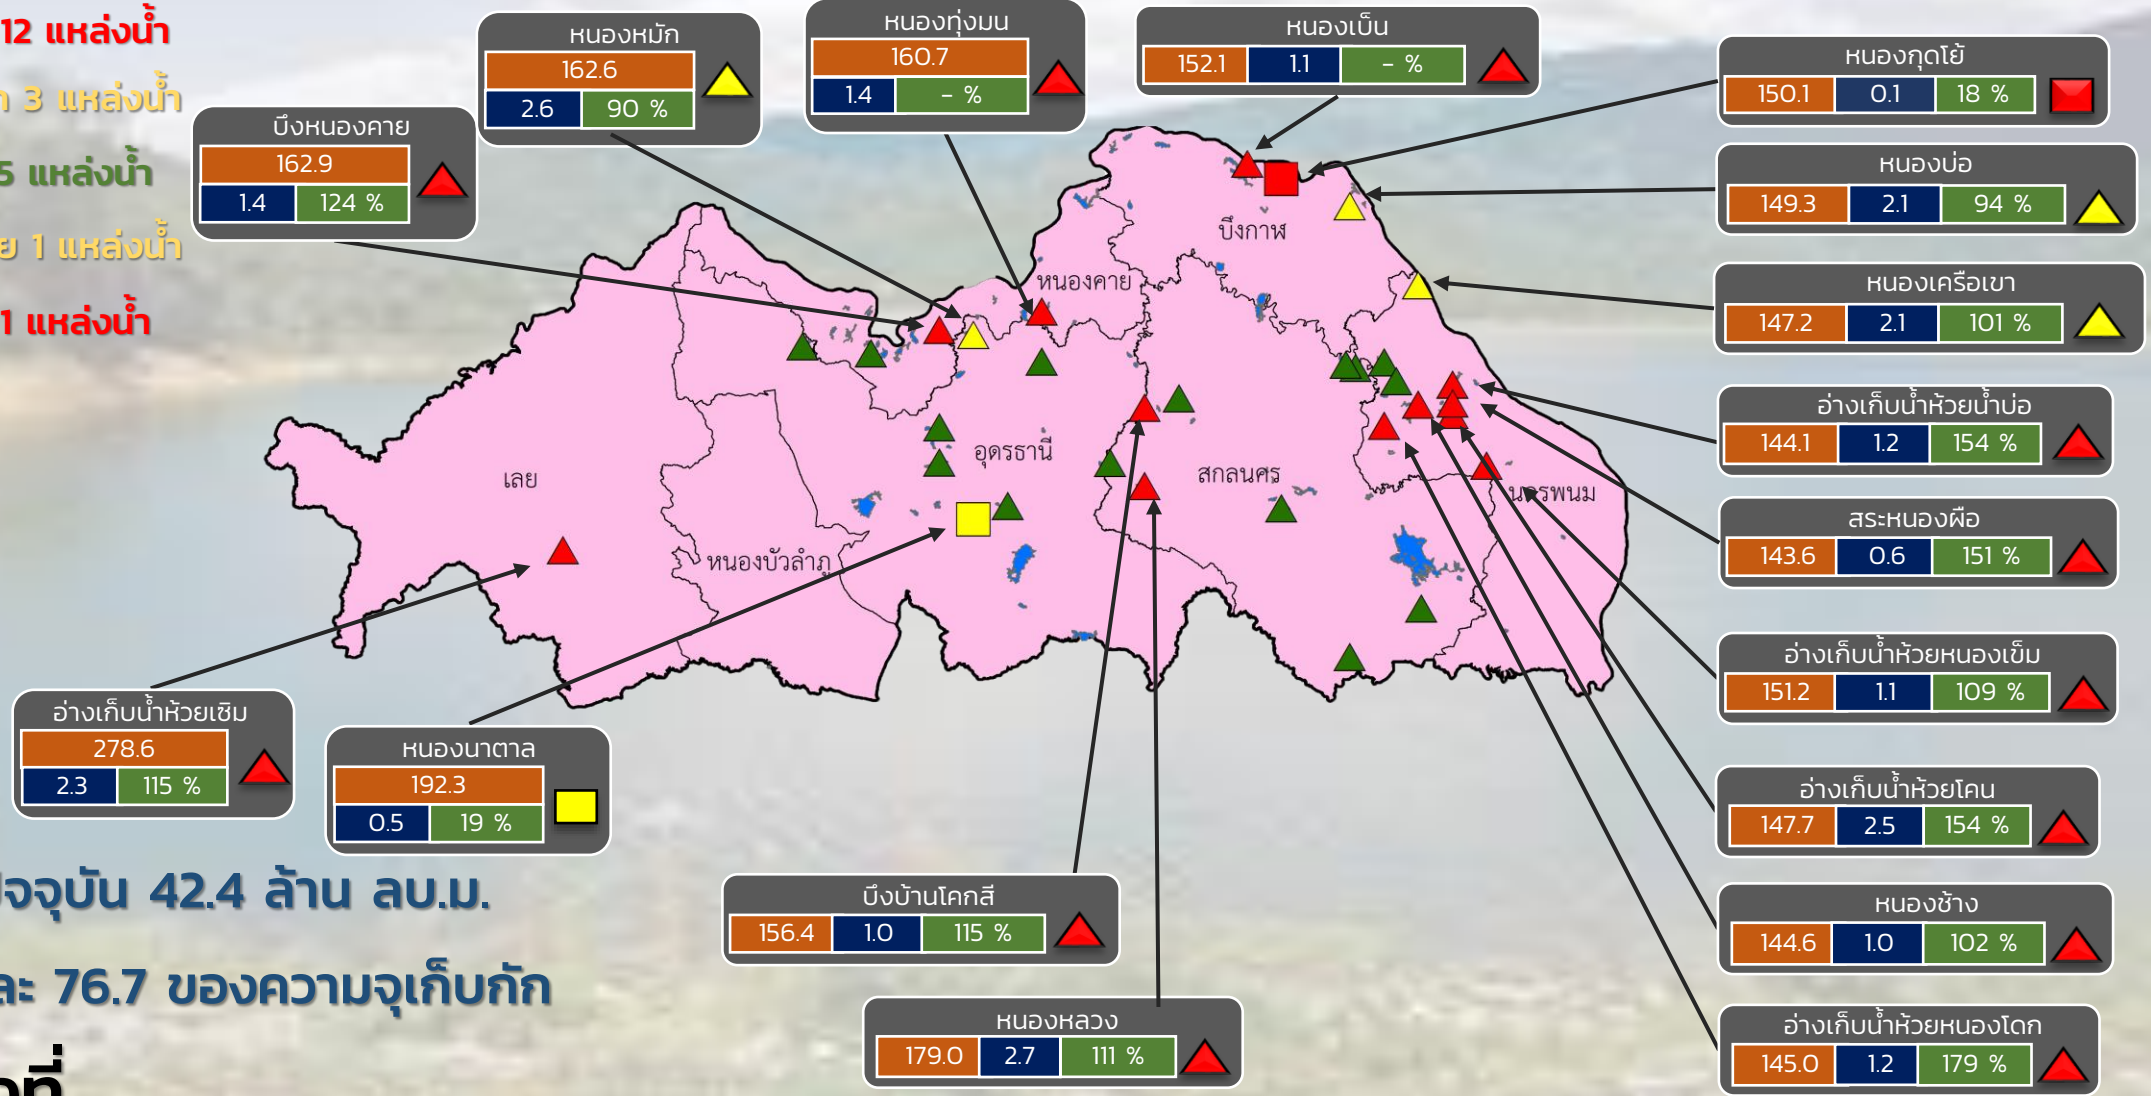 12 แหล่งน้ำ
3 แหล่งน้ำ
5 แหล่งน้ำ
1 แหล่งน้ำ
1 แหล่งน้ำ
บึงหนองคาย
162.9
1.4 124 %
หนองหมัก
162.6
2.6 90 %
หนองทุ่งมน
160.7
1.4 - %
หนองเบ็น
152.1 1.1 - %
หนองกุดโย้
150.1 0.1 18 %
หนองบ่อ
149.3 2.1 94 %
หนองเครือเขา
147.2 2.1 101 %
อ่างเก็บน้ำห้วยน้ำบ่อ
144.1 1.2 154 %
สระหนองผือ
143.6 0.6 151 %
อ่างเก็บน้ำห้วยหนองเข็ม
151.2 1.1 109 %
อ่างเก็บน้ำห้วยโคน
147.7 2.5 154 %
หนองช้าง
144.6 1.0 102 %
อ่างเก็บน้ำห้วยหนองโดก
145.0 1.2 179 %
บึงกาฬ
หนองคาย
อุดรธานี
เลย
สกลนคร
นครพนม
หนองบัวลำภู
อ่างเก็บน้ำห้วยเซิม
278.6
2.3 115 %
หนองนาตาล
192.3
0.5 19 %
บึงบ้านโคกสี
156.4 1.0 115 %
หนองหลวง
179.0 2.7 111 %
42.4 ล้าน ลบ.ม.
76.7 ของความจุเก็บกัก